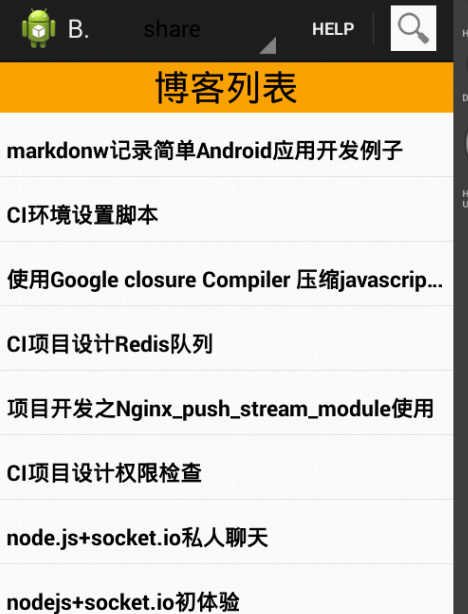 B.
share
HELP
博客列表
markdonw记录简单Android应用开发例子
CI环境设置脚本
使用Google closure Compiler 压缩javascrip...
CI项目设计Redis队列
项目开发之Nginx_push_stream_module使用
CI项目设计权限检查
node.js+socket.io私人聊天
nodejs+socket.io初体验